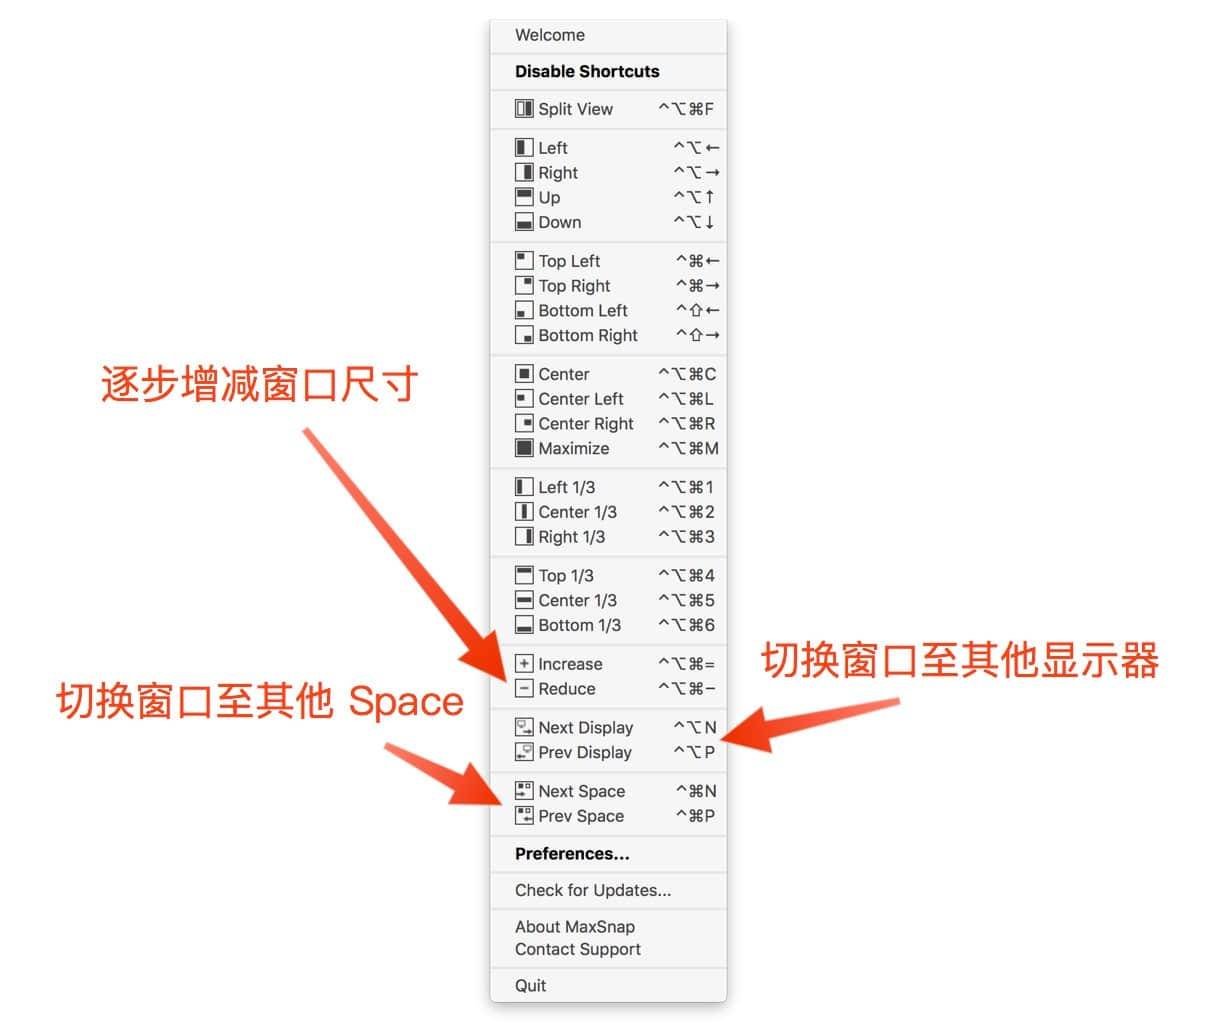 Welcome
Disable Shortcuts
Split View ^⌥⌘F
Left ^⌥←
Right ^⌥→
Up ^⌥↑
Down ^⌥↓
Top Left ^⌘←
Top Right ^⌘→
Bottom Left ^⇧←
Bottom Right ^⇧→
逐步增减窗口尺寸
Center ^⌥⌘C
Center Left ^⌥⌘L
Center Right ^⌥⌘R
Maximize ^⌥⌘M
Left 1/3 ^⌥⌘1
Center 1/3 ^⌥⌘2
Right 1/3 ^⌥⌘3
Top 1/3 ^⌥⌘4
Center 1/3 ^⌥⌘5
Bottom 1/3 ^⌥⌘6
Increase ^⌥⌘=
切换窗口至其他显示器
Reduce ^⌥⌘−
切换窗口至其他 Space
Next Display ^⌥N
Prev Display ^⌥P
Next Space ^⌘N
Prev Space ^⌘P
Preferences...
Check for Updates...
About MaxSnap
Contact Support
Quit